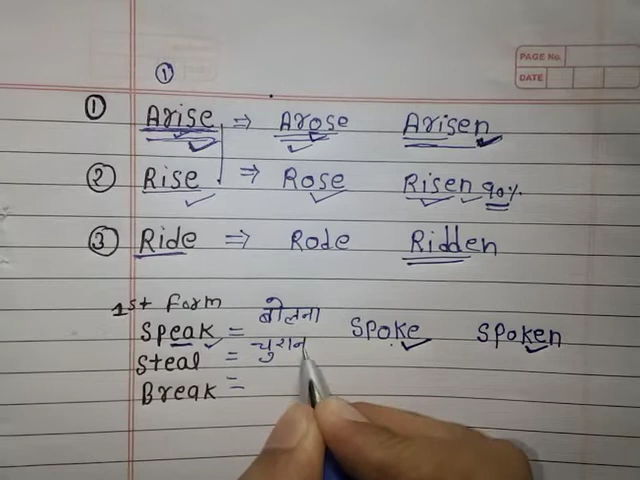 PAGE No.
DATE
①
① Arise ⇒ Arose Arisen
② Rise ⇒ Rose Risen 90%
③ Ride ⇒ Rode Ridden
1st Form
Speak = बोलना Spoke Spoken
Steal = चुरान
Break =